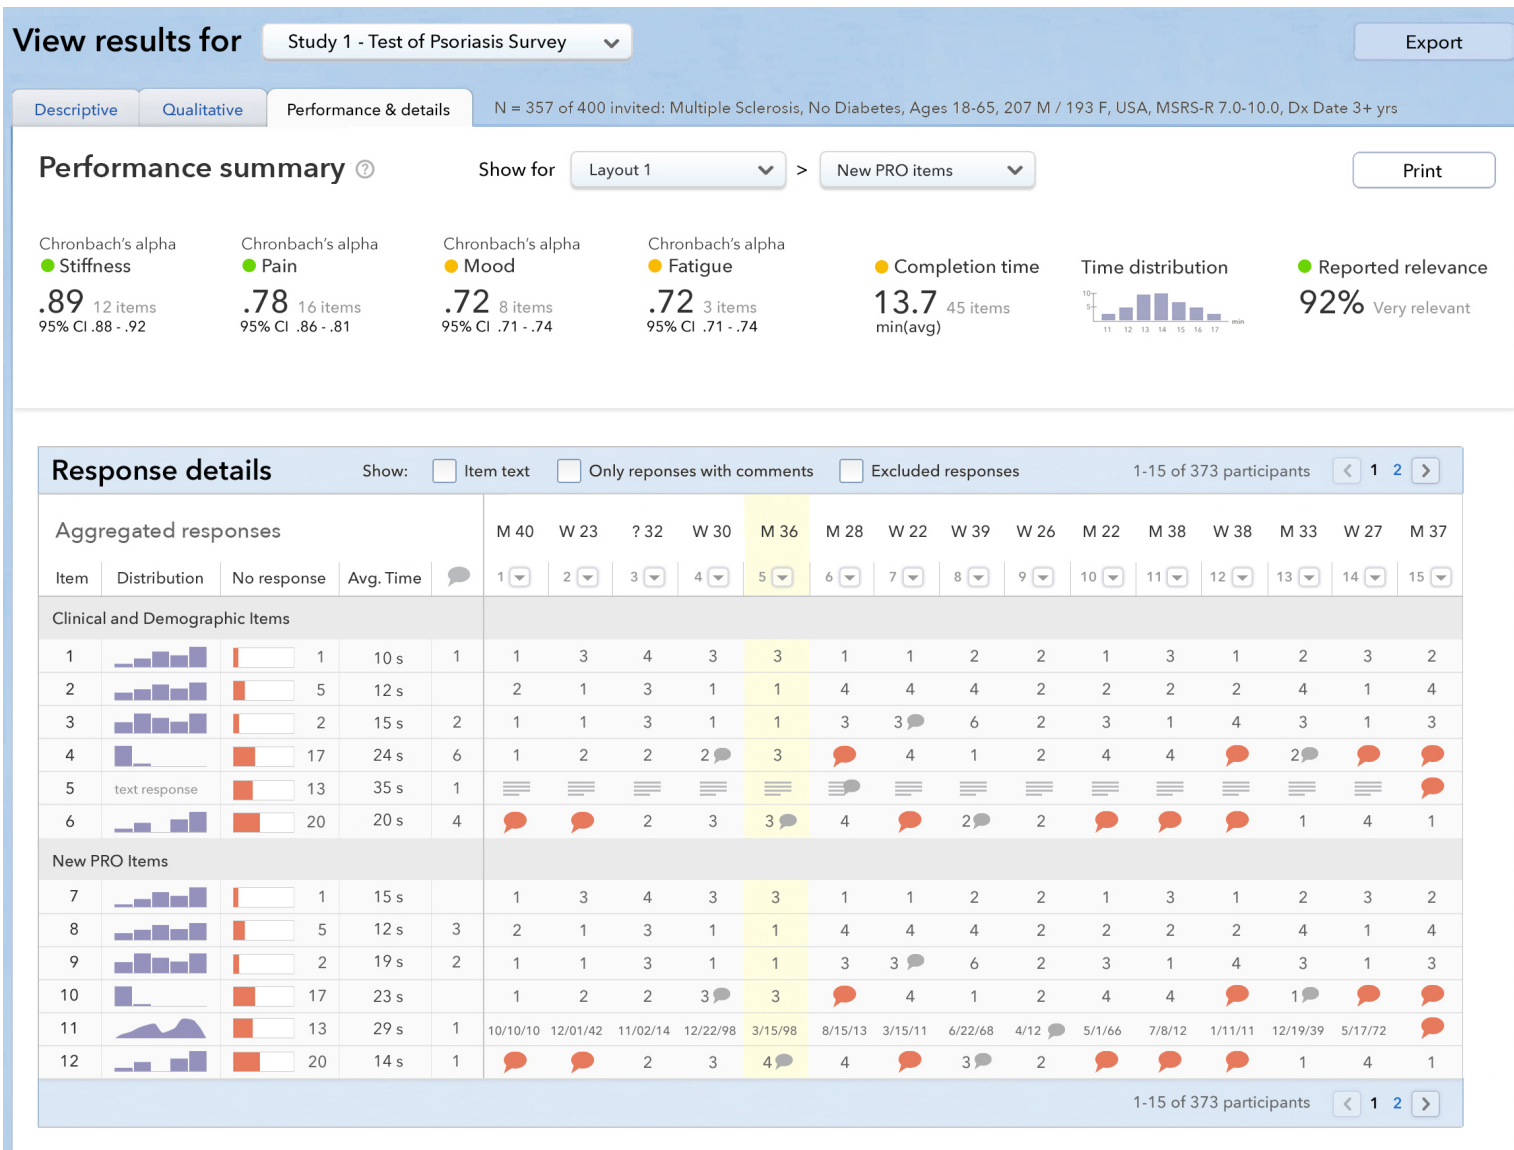 View results for Study 1 - Test of Psoriasis Survey Export
Descriptive Qualitative Performance & details N = 357 of 400 invited: Multiple Sclerosis, No Diabetes, Ages 18-65, 207 M / 193 F, USA, MSRS-R 7.0-10.0, Dx Date 3+ yrs
Performance summary ? Show for Layout 1 > New PRO items Print
Chronbach's alpha Chronbach's alpha Chronbach's alpha Chronbach's alpha
Stiffness Pain Mood Fatigue Completion time Time distribution Reported relevance
.89 12 items .78 16 items .72 8 items .72 3 items 13.7 45 items 92% Very relevant
95% CI .88 - .92 95% CI .86 - .81 95% CI .71 - .74 95% CI .71 - .74 min(avg)
10
5
11 12 13 14 15 16 17 min
Response details Show: Item text Only reponses with comments Excluded responses 1-15 of 373 participants < 1 2 >
Aggregated responses M 40 W 23 ? 32 W 30 M 36 M 28 W 22 W 39 W 26 M 22 M 38 W 38 M 33 W 27 M 37
Item Distribution No response Avg. Time 1 2 3 4 5 6 7 8 9 10 11 12 13 14 15
Clinical and Demographic Items
1 1 10 s 1 1 3 4 3 3 1 1 2 2 1 3 1 2 3 2
2 5 12 s 2 1 3 1 1 4 4 4 2 2 2 2 4 1 4
3 2 15 s 2 1 1 3 1 1 3 3 6 2 3 1 4 3 1 3
4 17 24 s 6 1 2 2 2 3 4 1 2 4 4 2
5 text response 13 35 s 1
6 20 20 s 4 2 3 3 4 2 2 1 4 1
New PRO Items
7 1 15 s 1 3 4 3 3 1 1 2 2 1 3 1 2 3 2
8 5 12 s 3 2 1 3 1 1 4 4 4 2 2 2 2 4 1 4
9 2 19 s 2 1 1 3 1 1 3 3 6 2 3 1 4 3 1 3
10 17 23 s 1 2 2 3 3 4 1 2 4 4 1
11 13 29 s 1 10/10/10 12/01/42 11/02/14 12/22/98 3/15/98 8/15/13 3/15/11 6/22/68 4/12 5/1/66 7/8/12 1/11/11 12/19/39 5/17/72
12 20 14 s 1 2 3 4 4 3 2 1 4 1
1-15 of 373 participants < 1 2 >